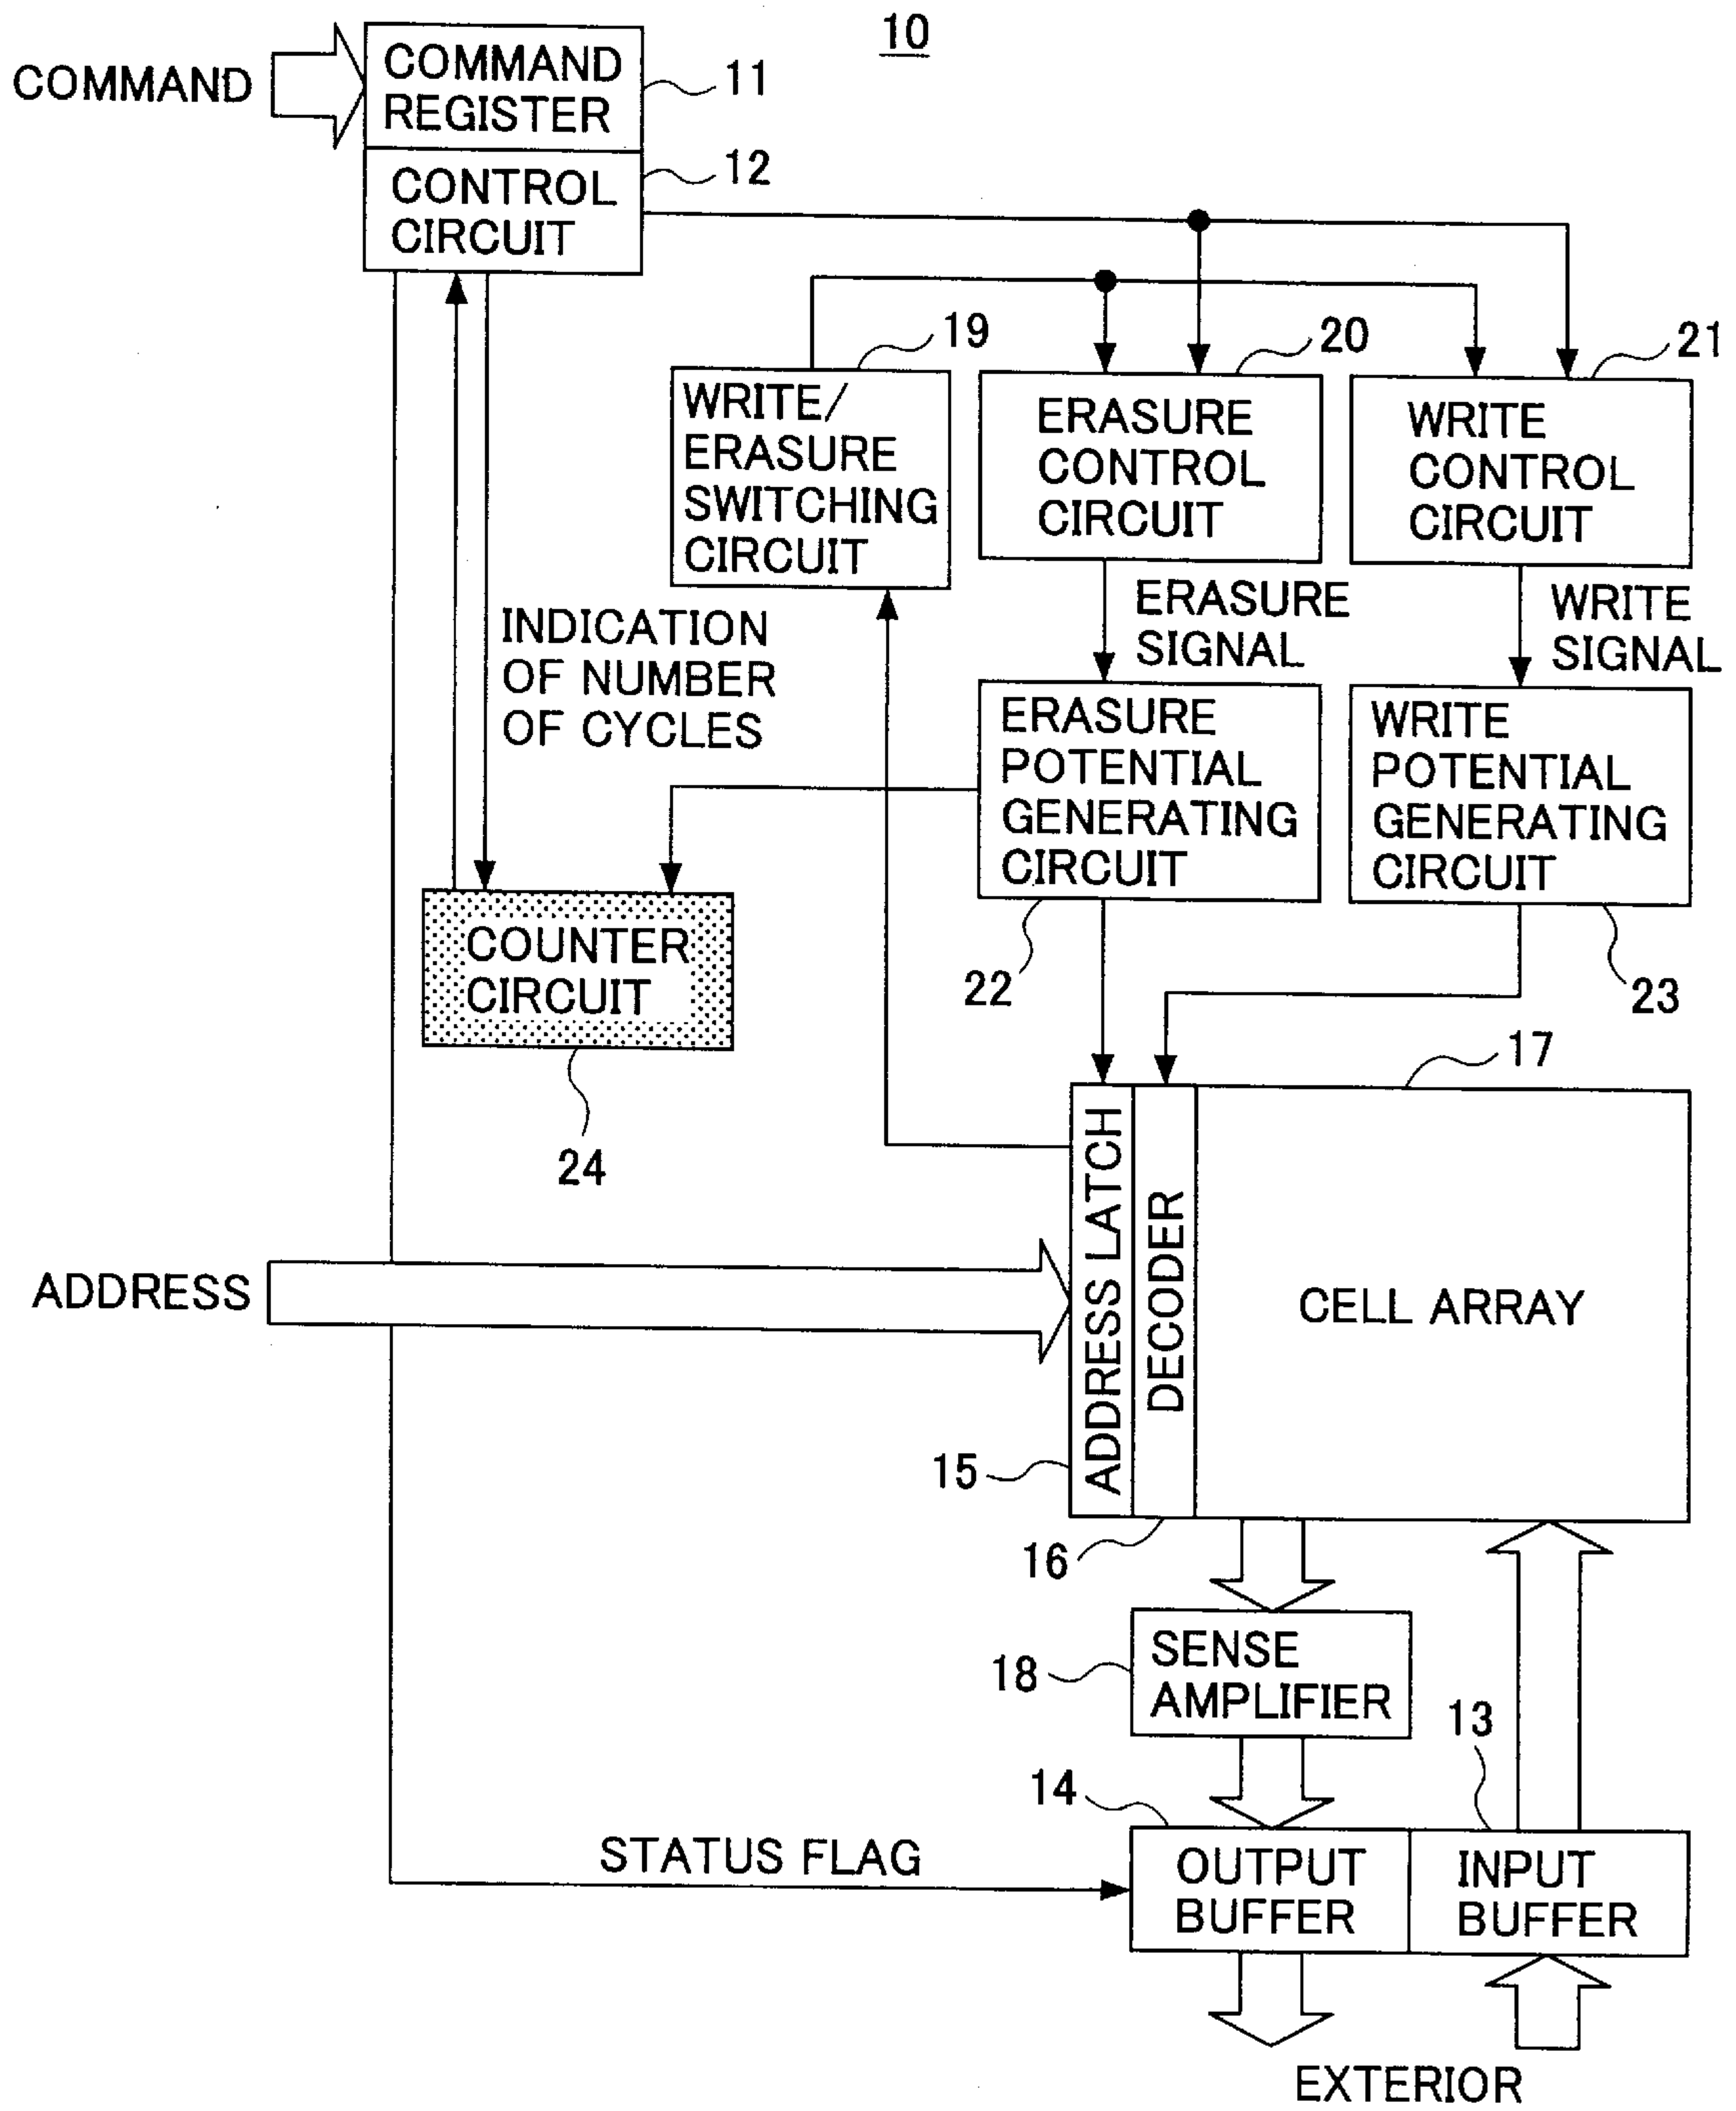 10
COMMAND
COMMAND
REGISTER
11
CONTROL
CIRCUIT
12
19
20
21
WRITE/
ERASURE
SWITCHING
CIRCUIT
ERASURE
CONTROL
CIRCUIT
WRITE
CONTROL
CIRCUIT
INDICATION
OF NUMBER
OF CYCLES
ERASURE
SIGNAL
WRITE
SIGNAL
ERASURE
POTENTIAL
GENERATING
CIRCUIT
WRITE
POTENTIAL
GENERATING
CIRCUIT
COUNTER
CIRCUIT
22
23
24
17
ADDRESS
ADDRESS LATCH
DECODER
CELL ARRAY
15
16
SENSE
AMPLIFIER
18
13
14
STATUS FLAG
OUTPUT
BUFFER
INPUT
BUFFER
EXTERIOR